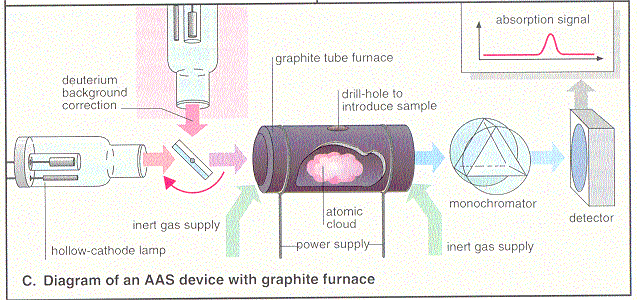 absorption signal
deuterium
background
correction
graphite tube furnace
drill-hole to
introduce sample
monochromator
detector
inert gas supply
atomic
cloud
power supply
inert gas supply
hollow-cathode lamp
C. Diagram of an AAS device with graphite furnace